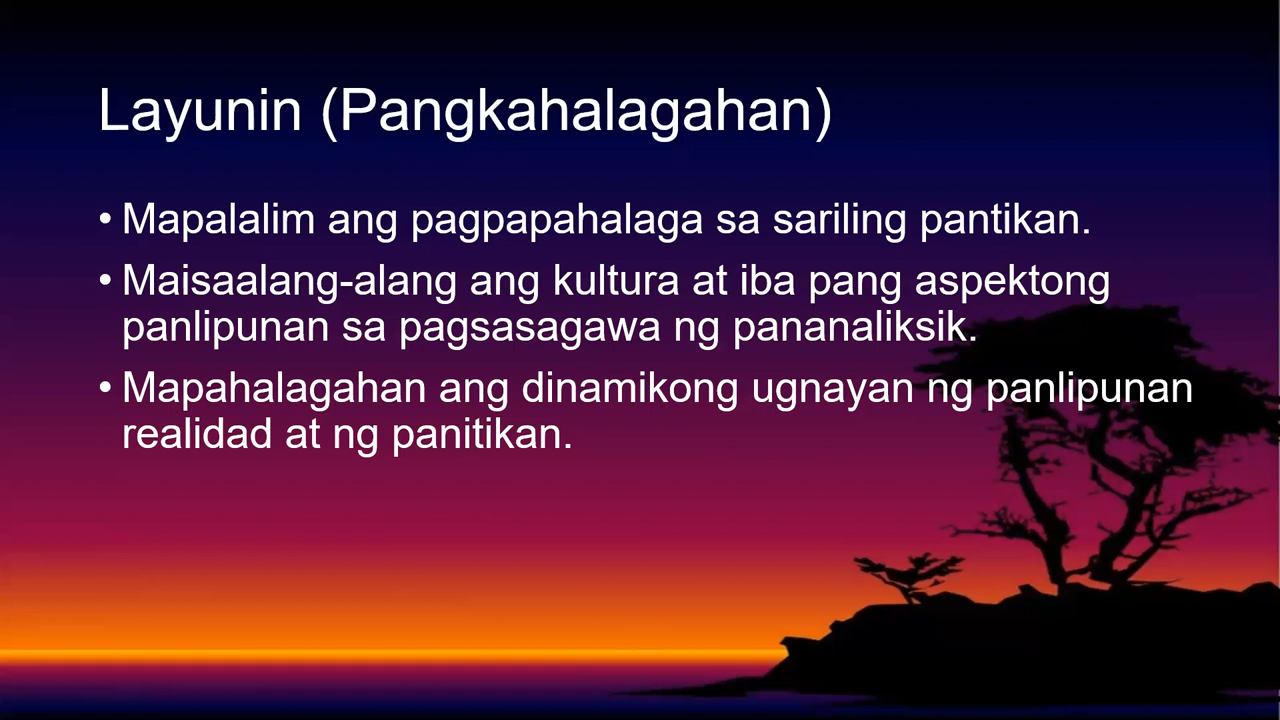 Layunin (Pangkahalagahan)
• Mapalalim ang pagpapahalaga sa sariling pantikan.
• Maisaalang-alang ang kultura at iba pang aspektong
panlipunan sa pagsasagawa ng pananaliksik.
• Mapahalagahan ang dinamikong ugnayan ng panlipunan
realidad at ng panitikan.